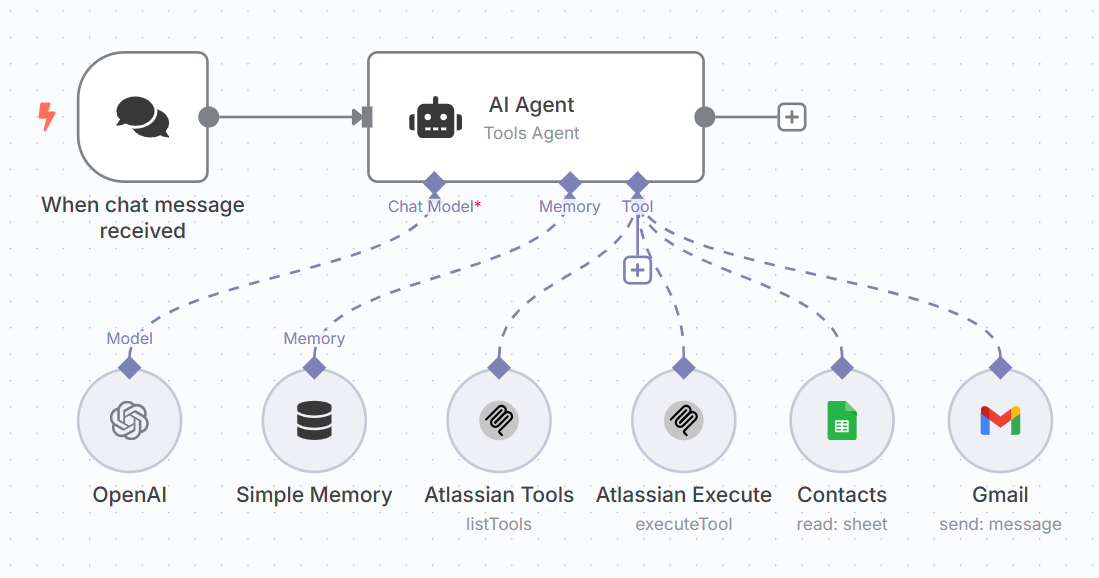 AI Agent
Tools Agent
When chat message
received
Chat Model*
Memory
Tool
Model
Memory
OpenAI
Simple Memory
Atlassian Tools
listTools
Atlassian Execute
executeTool
Contacts
read: sheet
Gmail
send: message